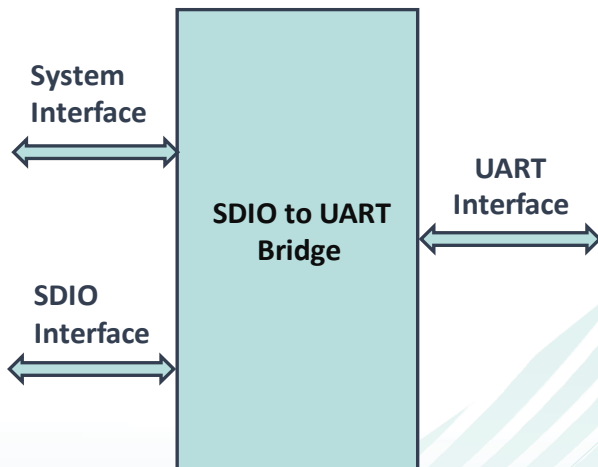 System
Interface
SDIO to UART
Bridge
UART
Interface
SDIO
Interface